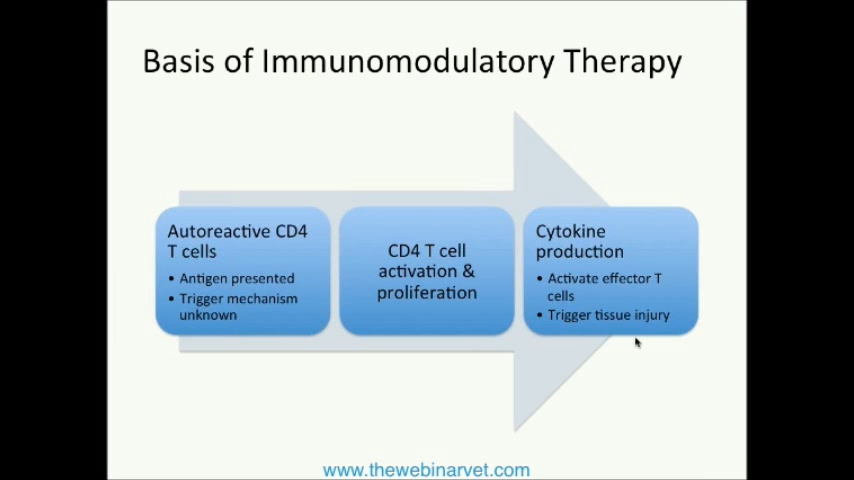 Basis of Immunomodulatory Therapy
Autoreactive CD4
T cells
• Antigen presented
• Trigger mechanism
unknown
CD4 T cell
activation &
proliferation
Cytokine
production
• Activate effector T
cells
• Trigger tissue injury
www.thewebinarvet.com